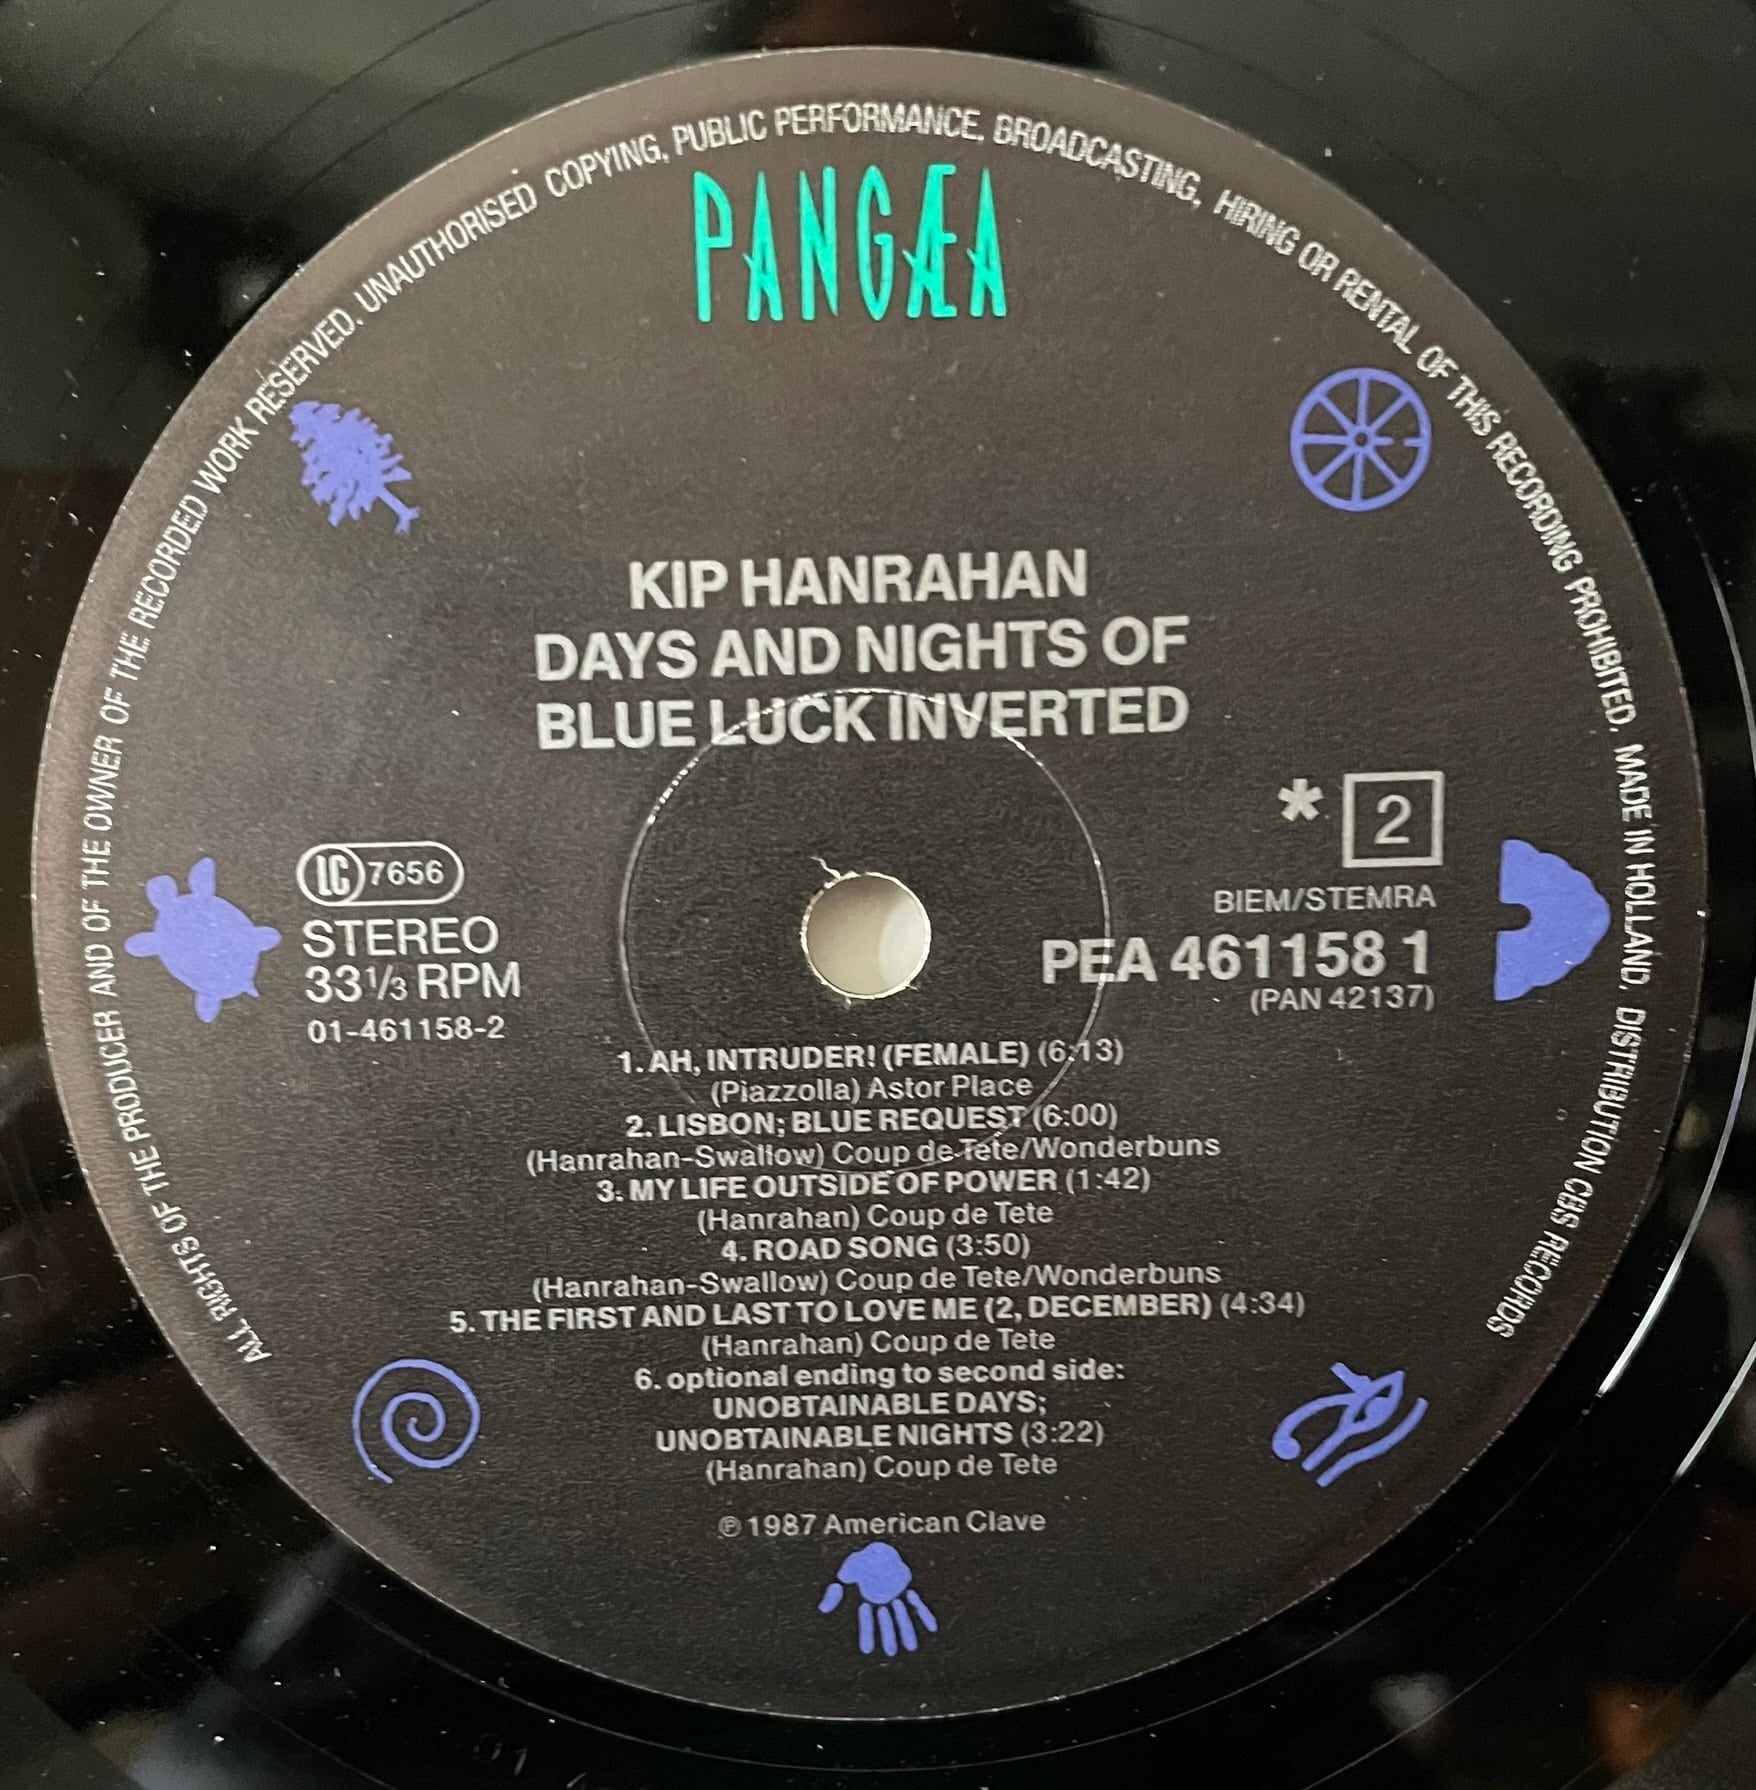 ALL RIGHTS OF THE PRODUCER AND OF THE OWNER OF THE RECORDED WORK RESERVED. UNAUTHORISED COPYING, PUBLIC PERFORMANCE, BROADCASTING, HIRING OR RENTAL OF THIS RECORDING PROHIBITED. MADE IN HOLLAND. DISTRIBUTION CBS RECORDS
PANGÆA
KIP HANRAHAN
DAYS AND NIGHTS OF
BLUE LUCK INVERTED
* 2
LC 7656
STEREO
33 1/3 RPM
01-461158-2
BIEM/STEMRA
PEA 461158 1
(PAN 42137)
1. AH, INTRUDER! (FEMALE) (6:13)
(Piazzolla) Astor Place
2. LISBON; BLUE REQUEST (6:00)
(Hanrahan-Swallow) Coup de Tete/Wonderbuns
3. MY LIFE OUTSIDE OF POWER (1:42)
(Hanrahan) Coup de Tete
4. ROAD SONG (3:50)
(Hanrahan-Swallow) Coup de Tete/Wonderbuns
5. THE FIRST AND LAST TO LOVE ME (2, DECEMBER) (4:34)
(Hanrahan) Coup de Tete
6. optional ending to second side:
UNOBTAINABLE DAYS;
UNOBTAINABLE NIGHTS (3:22)
(Hanrahan) Coup de Tete
℗ 1987 American Clave